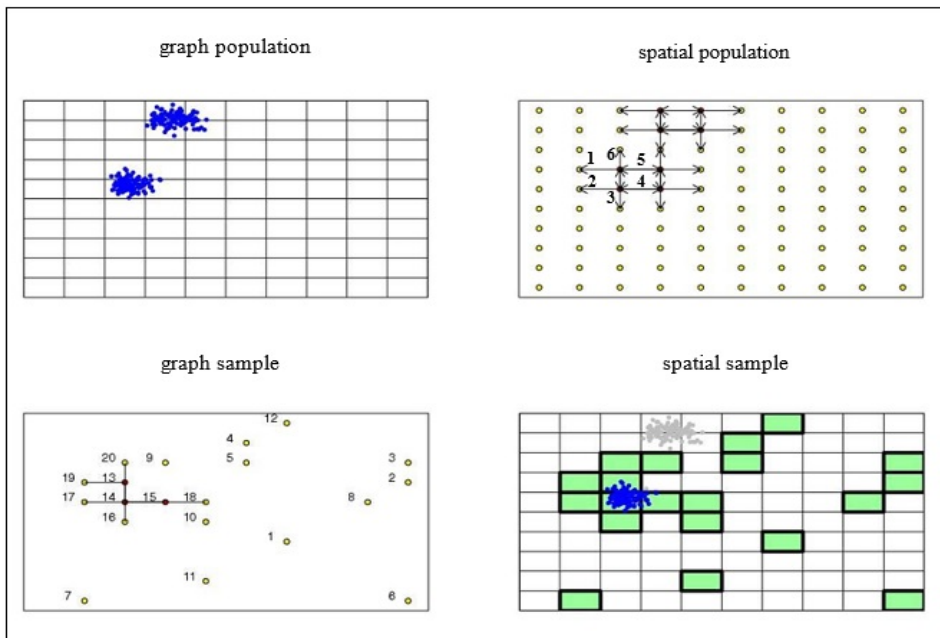 graph population
spatial population
1 6 5
2 4
3
graph sample
spatial sample
12
4
20 9 5 3
19 13 2
17 14 15 18 8
16 10
1
11
7 6